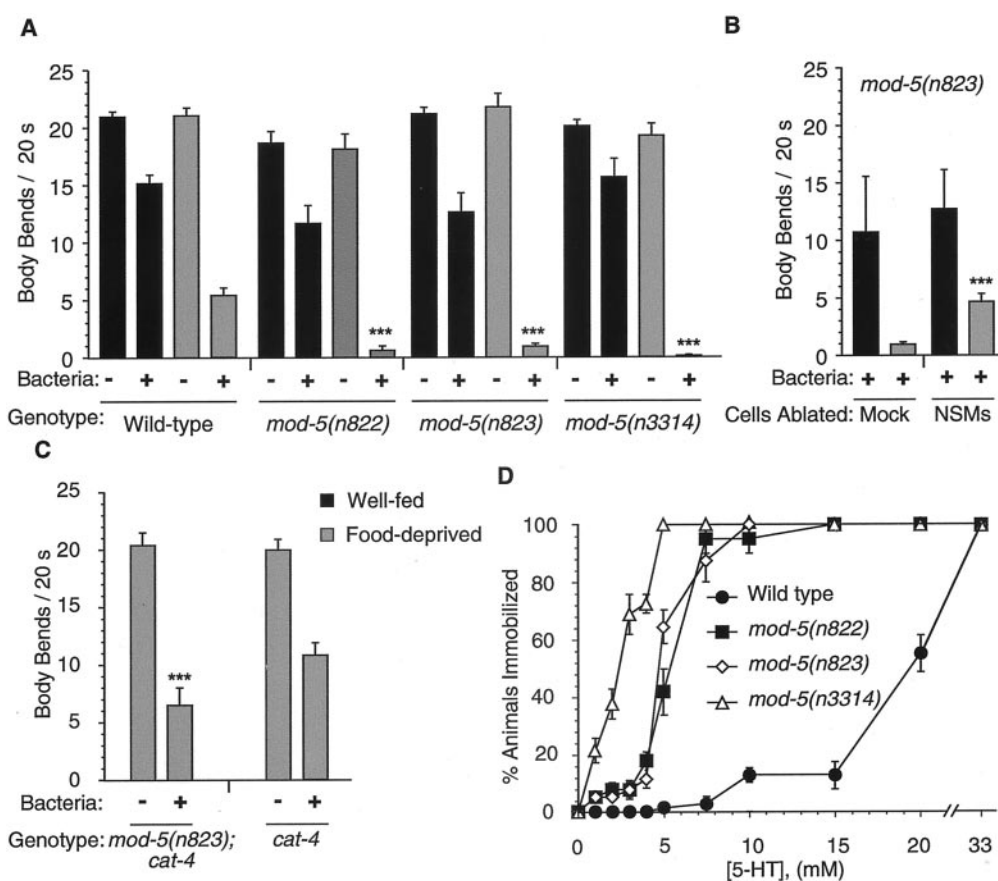 A
25
20
15
10
5
0
Body Bends / 20 s
***
***
***
Bacteria: - + - + - + - + - + - + - + - +
Genotype: Wild-type mod-5(n822) mod-5(n823) mod-5(n3314)
B
mod-5(n823)
25
20
15
10
5
0
Body Bends / 20 s
***
Bacteria: + + + +
Cells Ablated: Mock NSMs
C
25
20
15
10
5
0
Body Bends / 20 s
Well-fed
Food-deprived
***
Bacteria: - + - +
Genotype: mod-5(n823); cat-4
cat-4
D
100
80
60
40
20
0
% Animals Immobilized
Wild type
mod-5(n822)
mod-5(n823)
mod-5(n3314)
0 5 10 15 20 33
[5-HT], (mM)